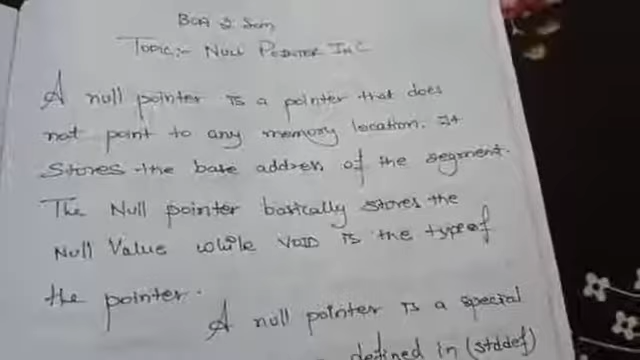 BCA 2 Sem
Topic:- Null Pointer In C
A null pointer is a pointer that does
not point to any memory location. It
stores the base address of the segment.
The Null pointer basically stores the
Null Value while VOID is the type of
the pointer.
A null pointer is a special
defined in (stddef)